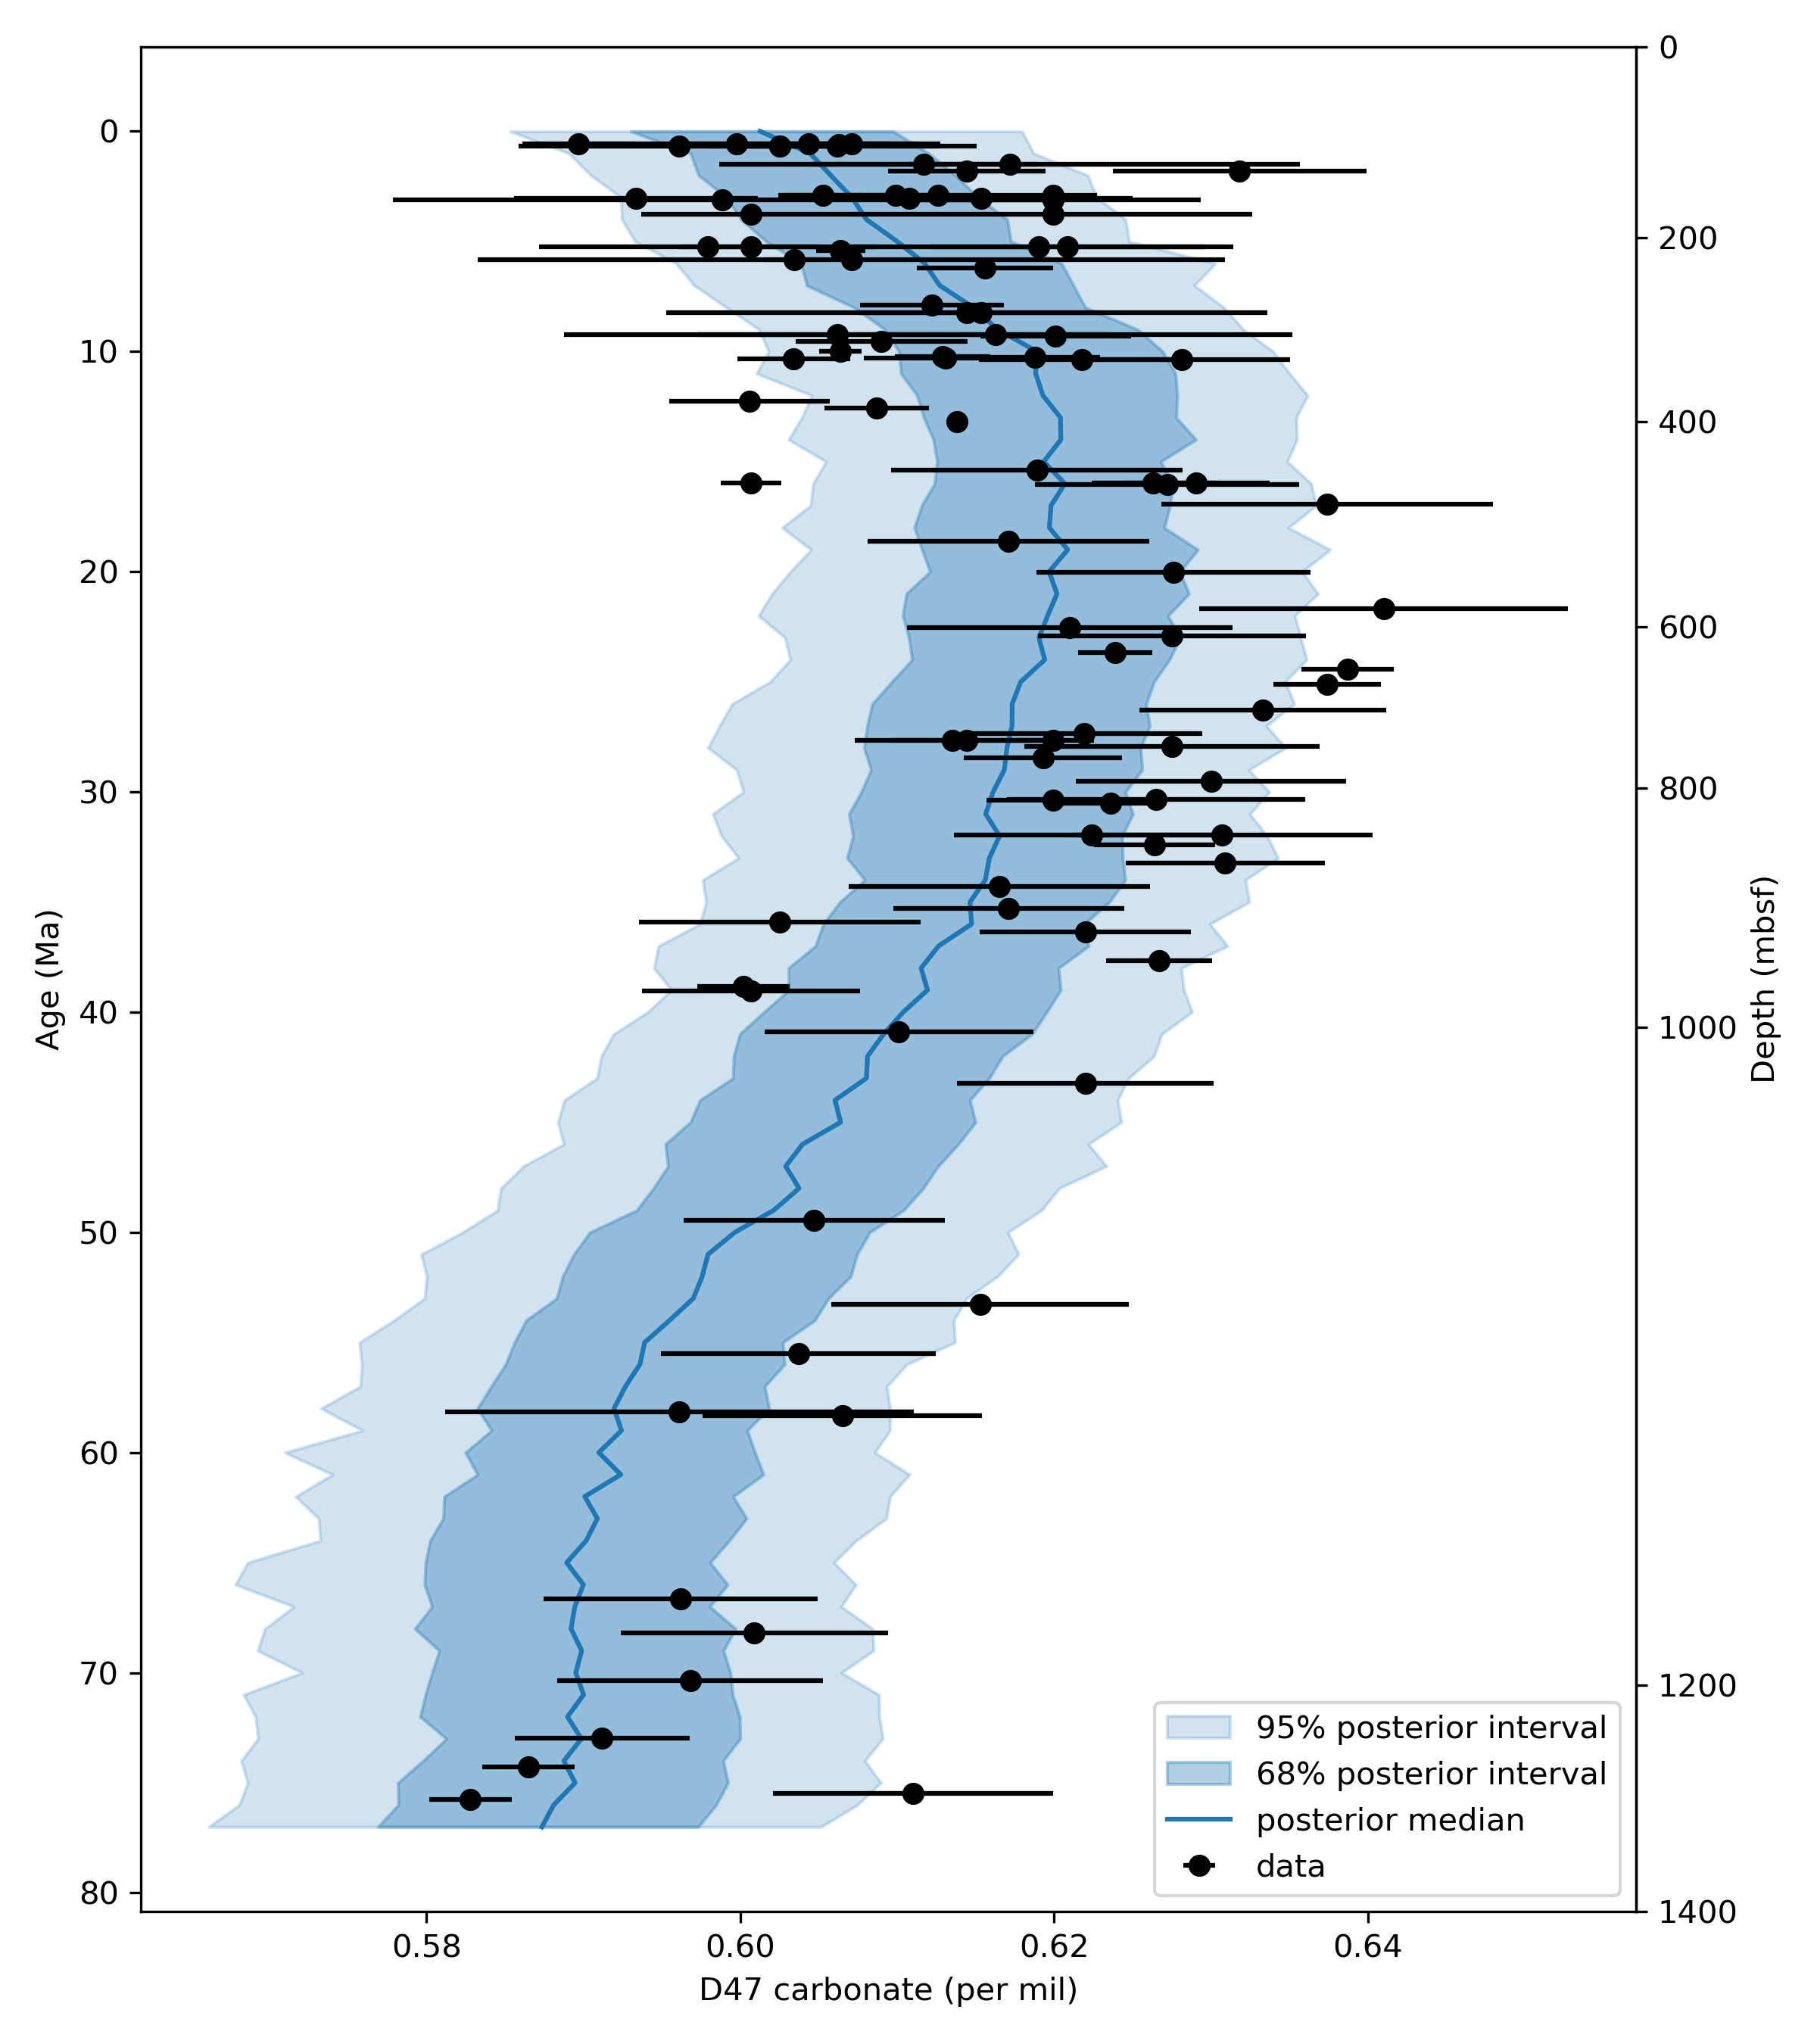 0
10
20
30
40
50
60
70
80
Age (Ma)
0
200
400
600
800
1000
1200
1400
Depth (mbsf)
95% posterior interval
68% posterior interval
posterior median
data
0.58 0.60 0.62 0.64
D47 carbonate (per mil)